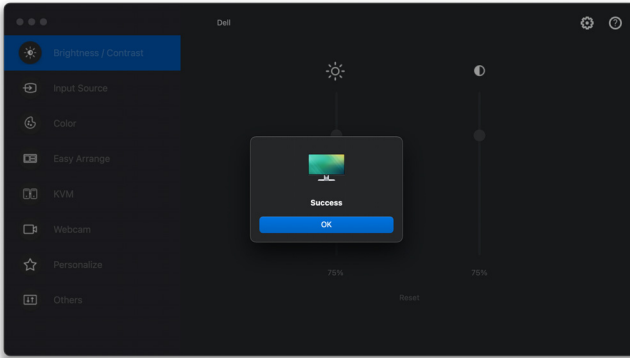 Dell
Brightness / Contrast
Input Source
Color
Easy Arrange
KVM
Webcam
Personalize
Others
Success
OK
75%
75%
Reset